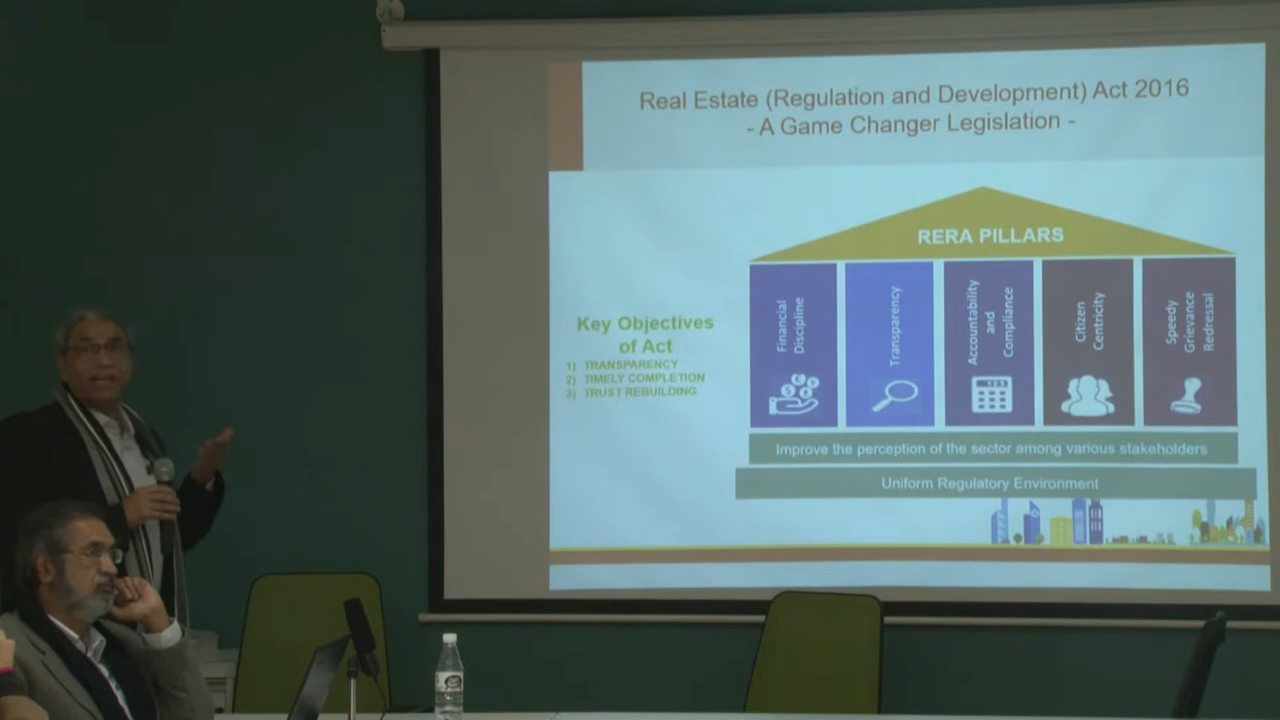 Real Estate (Regulation and Development) Act 2016
- A Game Changer Legislation -
RERA PILLARS
Key Objectives
of Act
1) TRANSPARENCY
2) TIMELY COMPLETION
3) TRUST REBUILDING
Financial
Discipline
Transparency
Accountability
and
Compliance
Citizen
Centricity
Speedy
Grievance
Redressal
Improve the perception of the sector among various stakeholders
Uniform Regulatory Environment